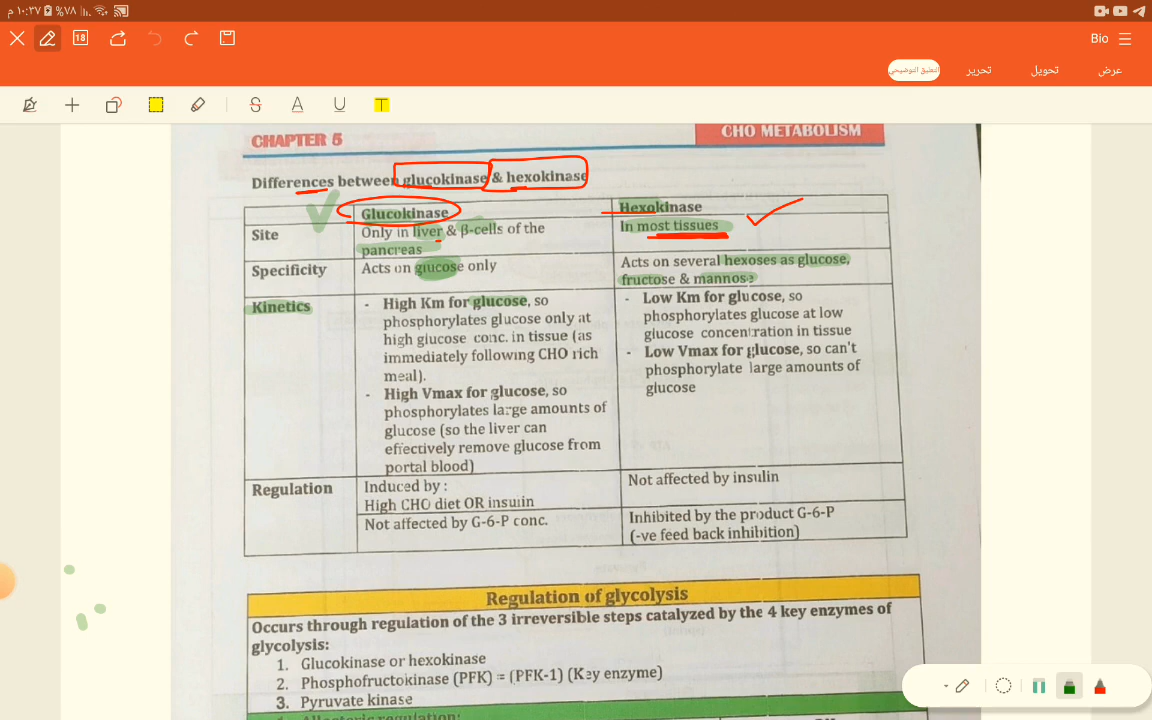 م ١٠:٣٧ %٧٨
18
Bio
عرض
تحويل
تحرير
التعليق التوضيحي
CHAPTER 5
CHO METABOLISM
Differences between glucokinase & hexokinase
Glucokinase
Hexokinase
Site
Only in liver & β-cells of the
pancreas
In most tissues
Specificity
Acts on glucose only
Acts on several hexoses as glucose,
fructose & mannose
Kinetics
- High Km for glucose, so
phosphorylates glucose only at
high glucose conc. in tissue (as
immediately following CHO rich
meal).
- High Vmax for glucose, so
phosphorylates large amounts of
glucose (so the liver can
effectively remove glucose from
portal blood)
- Low Km for glucose, so
phosphorylates glucose at low
glucose concentration in tissue
- Low Vmax for glucose, so can't
phosphorylate large amounts of
glucose
Regulation
Induced by :
High CHO diet OR insulin
Not affected by insulin
Not affected by G-6-P conc.
Inhibited by the product G-6-P
(-ve feed back inhibition)
Regulation of glycolysis
Occurs through regulation of the 3 irreversible steps catalyzed by the 4 key enzymes of
glycolysis:
1. Glucokinase or hexokinase
2. Phosphofructokinase (PFK) = (PFK-1) (Key enzyme)
3. Pyruvate kinase
1. Allosteric regulation: